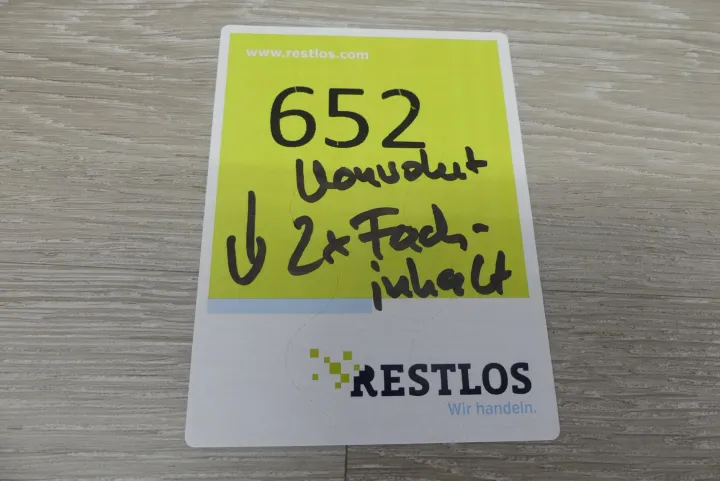 www.restlos.com
652
Konvolut
2x Fach-
inhalt
RESTLOS
Wir handeln.